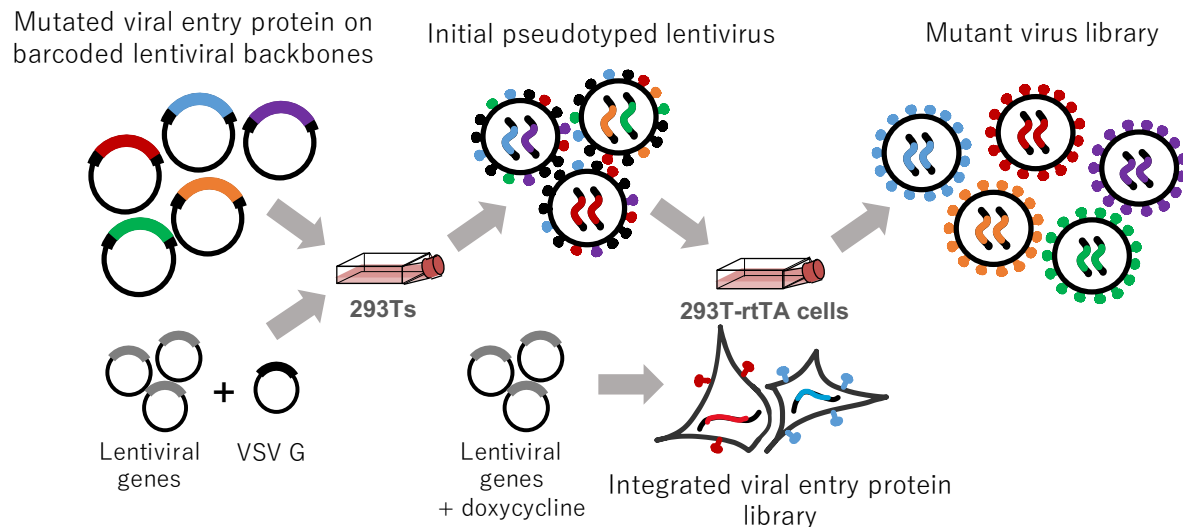 Mutated viral entry protein on
barcoded lentiviral backbones
Initial pseudotyped lentivirus
Mutant virus library
293Ts
293T-rtTA cells
+
Lentiviral
genes
VSV G
Lentiviral
genes
+ doxycycline
Integrated viral entry protein
library